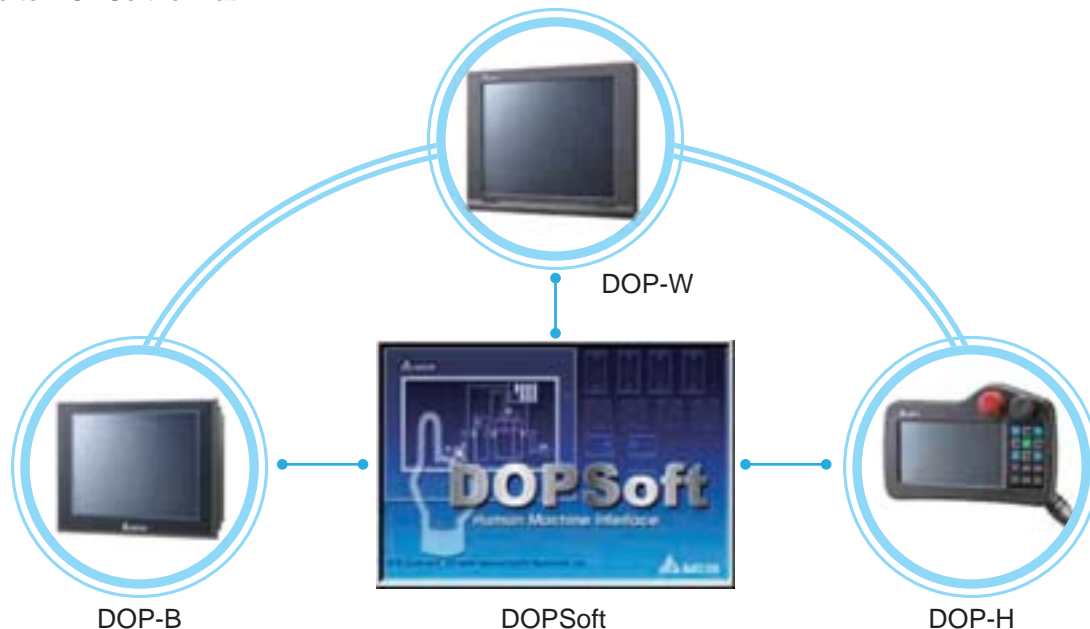 DOP-W
DOPSoft
Human Machine Interface
DOP-B
DOPSoft
DOP-H